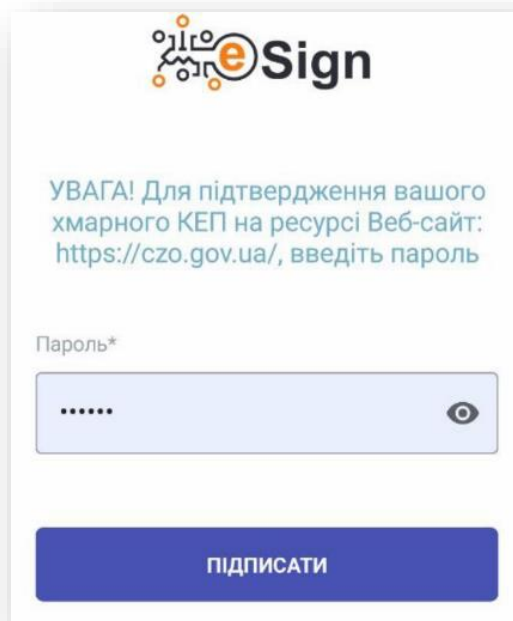 eSign
УВАГА! Для підтвердження вашого
хмарного КЕП на ресурсі Веб-сайт:
https://czo.gov.ua/, введіть пароль
Пароль*
••••••
ПІДПИСАТИ